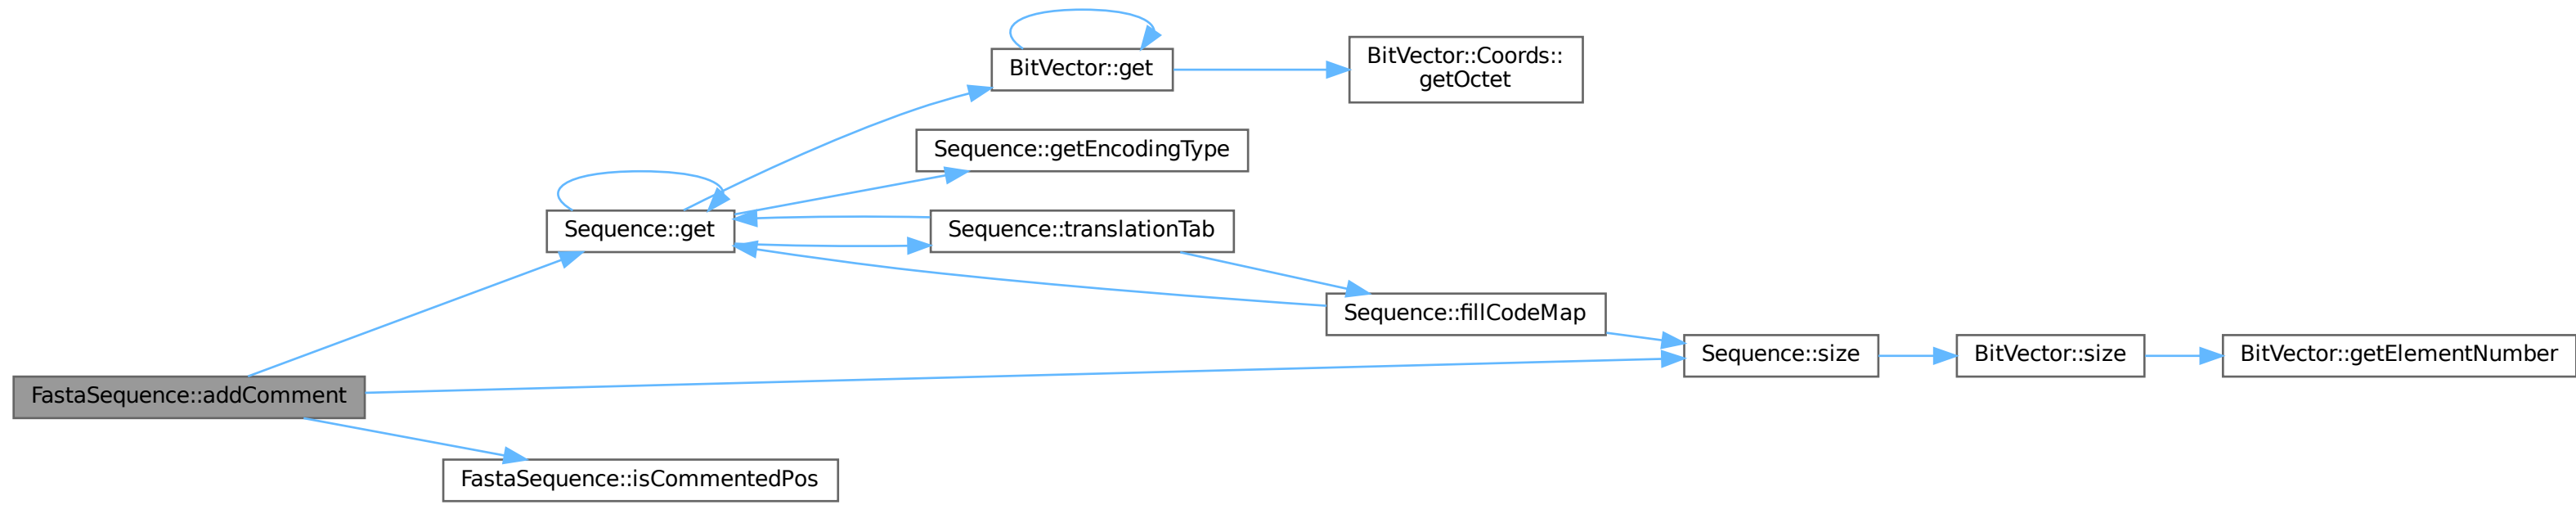 BitVector::get
BitVector::Coords::
getOctet
Sequence::getEncodingType
Sequence::get
Sequence::translationTab
Sequence::fillCodeMap
Sequence::size
BitVector::size
BitVector::getElementNumber
FastaSequence::addComment
FastaSequence::isCommentedPos